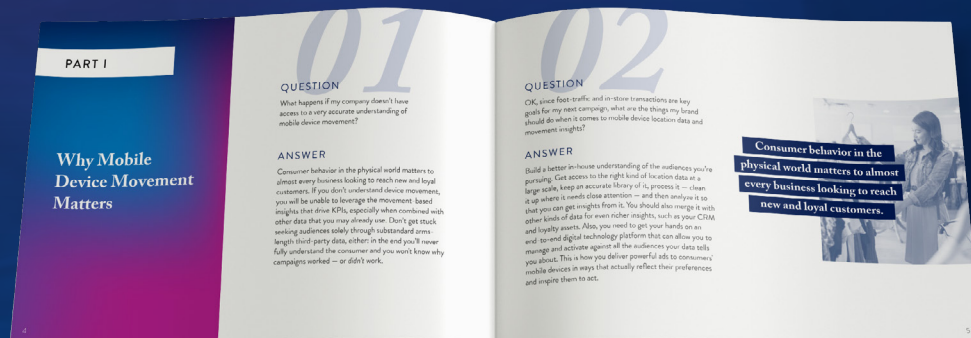 PART I
Why Mobile
Device Movement
Matters
4
01
QUESTION
What happens if my company doesn't have
access to a very accurate understanding of
mobile device movement?
ANSWER
Consumer behavior in the physical world matters to
almost every business looking to reach new and loyal
customers. If you don't understand device movement,
you will be unable to leverage the movement-based
insights that drive KPIs, especially when combined with
other data that you may already use. Don't get stuck
seeking audiences solely through substandard arms-
length third-party data, either: in the end you'll never
fully understand the consumer and you won't know why
campaigns worked — or didn't work.
02
QUESTION
OK, since foot-traffic and in-store transactions are key
goals for my next campaign, what are the things my brand
should do when it comes to mobile device location data and
movement insights?
ANSWER
Build a better in-house understanding of the audiences you're
pursuing. Get access to the right kind of location data at a
large scale, keep an accurate library of it, process it — clean
it up where it needs close attention — and then analyze it so
that you can get insights from it. You should also merge it with
other kinds of data for even richer insights, such as your CRM
and loyalty assets. Also, you need to get your hands on an
end-to-end digital technology platform that can allow you to
manage and activate against all the audiences your data tells
you about. This is how you deliver powerful ads to consumers'
mobile devices in ways that actually reflect their preferences
and inspire them to act.
Consumer behavior in the
physical world matters to almost
every business looking to reach
new and loyal customers.
5